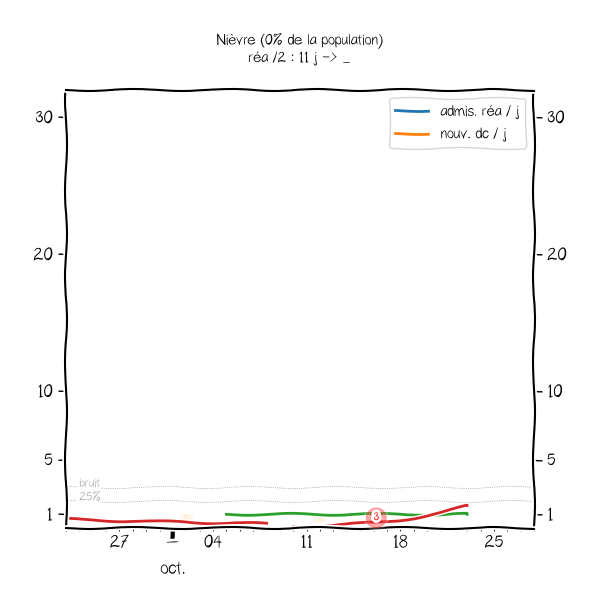 Nièvre (0% de la population)
réa /2 : 11 j -> _
admis. réa / j
nouv. dc / j
30
30
20
20
10
10
5
5
bruit
25%
1
3
1
27
04
11
18
25
oct.